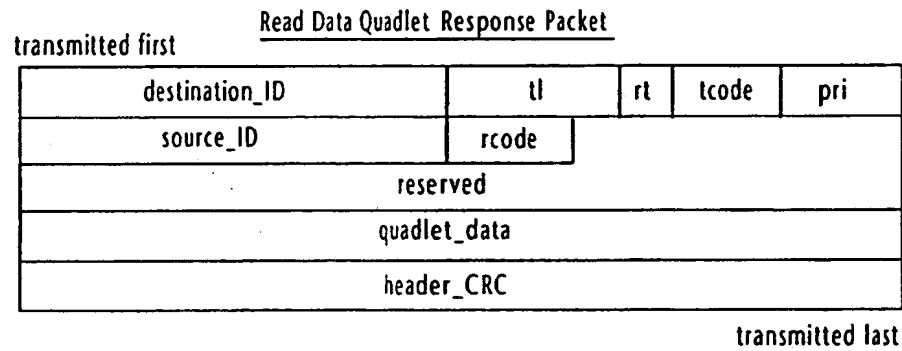 Read Data Quadlet Response Packet
transmitted first
destination_ID tl rt tcode pri
source_ID rcode
reserved
quadlet_data
header_CRC
transmitted last